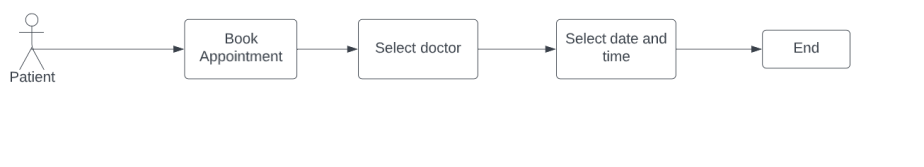 Patient
Book
Appointment
Select doctor
Select date and
time
End